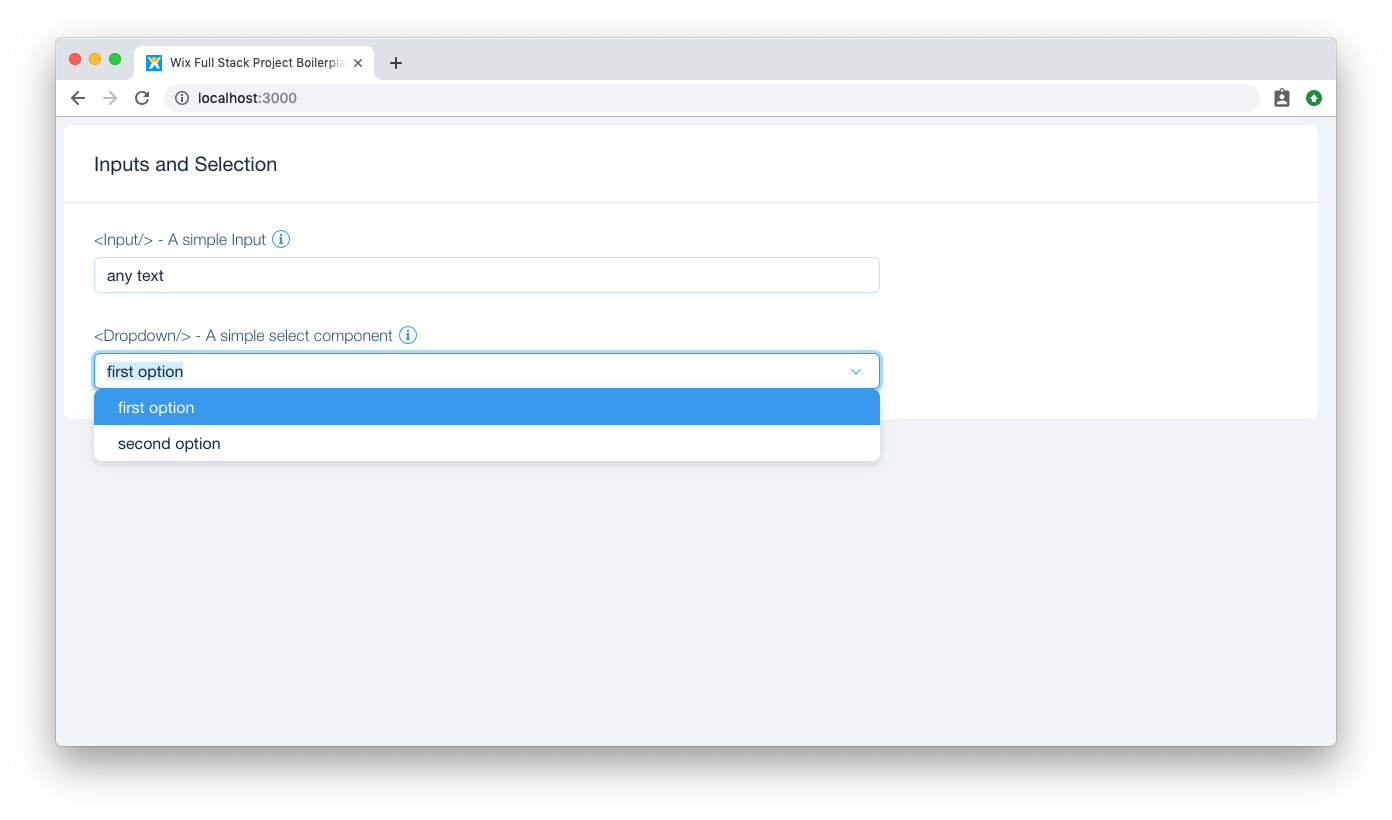 Wix Full Stack Project Boilerpla
localhost:3000
Inputs and Selection
<Input/> - A simple Input
any text
<Dropdown/> - A simple select component
first option
first option
second option